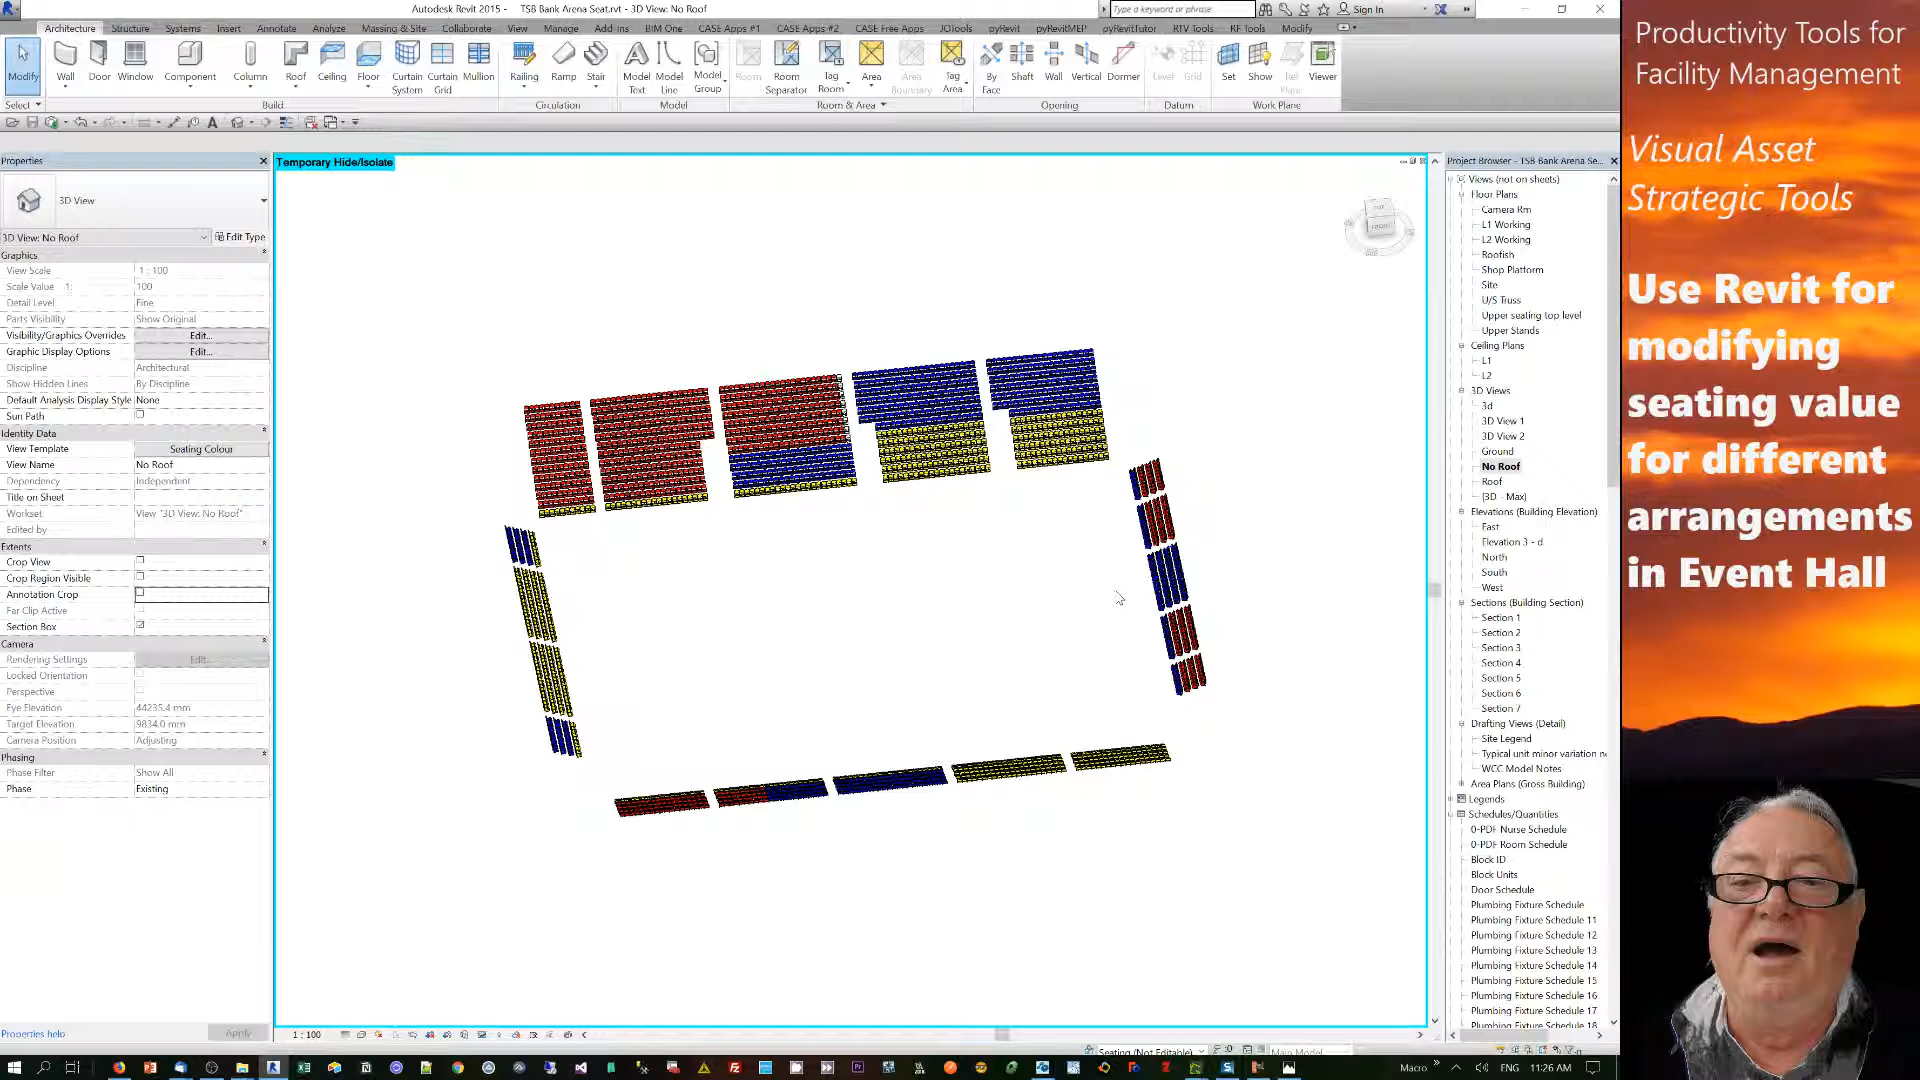 Autodesk Revit 2015 - TSB Bank Arena Seat.rvt - 3D View: No Roof
Type a keyword or phrase
Sign In
Architecture Structure Systems Insert Annotate Analyze Massing & Site Collaborate View Manage Add-Ins BIM One CASE Apps #1 CASE Apps #2 CASE Free Apps JOTools pyRevit pyRevitMEP pyRevitTutor RTV Tools RF Tools Modify
Modify Wall Door Window Component Column Roof Ceiling Floor Curtain System Curtain Grid Mullion Railing Ramp Stair Model Text Model Line Model Group Room Room Separator Tag Room Area Area Boundary Tag Area By Face Shaft Wall Vertical Dormer Level Grid Set Show Ref Plane Viewer
Select Build Circulation Model Room & Area Opening Datum Work Plane
Properties
3D View
3D View: No Roof Edit Type
Graphics
View Scale 1 : 100
Scale Value 1: 100
Detail Level Fine
Parts Visibility Show Original
Visibility/Graphics Overrides Edit...
Graphic Display Options Edit...
Discipline Architectural
Show Hidden Lines By Discipline
Default Analysis Display Style None
Sun Path
Identity Data
View Template Seating Colour
View Name No Roof
Dependency Independent
Title on Sheet
Workset View "3D View: No Roof"
Edited by
Extents
Crop View
Crop Region Visible
Annotation Crop
Far Clip Active
Section Box
Camera
Rendering Settings Edit...
Locked Orientation
Perspective
Eye Elevation 44235.4 mm
Target Elevation 9834.0 mm
Camera Position Adjusting
Phasing
Phase Filter Show All
Phase Existing
Properties help Apply
Temporary Hide/Isolate
1 : 100
Project Browser - TSB Bank Arena Se...
Views (not on sheets)
Floor Plans
Camera Rm
L1 Working
L2 Working
Roofish
Shop Platform
Site
U/S Truss
Upper seating top level
Upper Stands
Ceiling Plans
L1
L2
3D Views
3d
3D View 1
3D View 2
Ground
No Roof
Roof
{3D - Max}
Elevations (Building Elevation)
East
Elevation 3 - d
North
South
West
Sections (Building Section)
Section 1
Section 2
Section 3
Section 4
Section 5
Section 6
Section 7
Drafting Views (Detail)
Site Legend
Typical unit minor variation n
WCC Model Notes
Area Plans (Gross Building)
Legends
Schedules/Quantities
0-PDF Nurse Schedule
0-PDF Room Schedule
Block ID
Block Units
Door Schedule
Plumbing Fixture Schedule
Plumbing Fixture Schedule 11
Plumbing Fixture Schedule 12
Plumbing Fixture Schedule 13
Plumbing Fixture Schedule 14
Plumbing Fixture Schedule 15
Plumbing Fixture Schedule 16
Plumbing Fixture Schedule 17
Plumbing Fixture Schedule 18
Seating (Not Editable) :0 Main Model
Macro ENG 11:26 AM
Productivity Tools for
Facility Management
Visual Asset
Strategic Tools
Use Revit for
modifying
seating value
for different
arrangements
in Event Hall